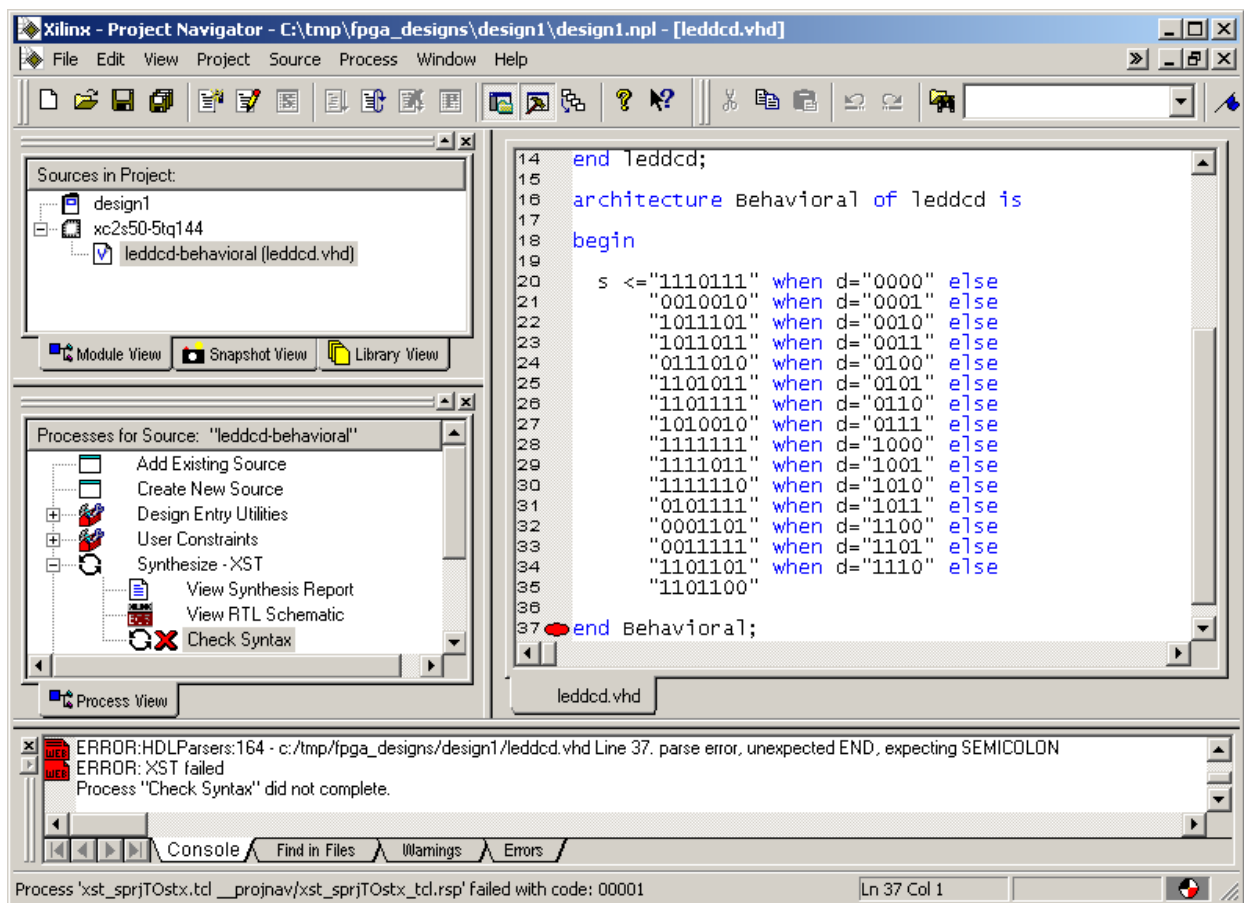 Xilinx - Project Navigator - C:\tmp\fpga_designs\design1\design1.npl - [leddcd.vhd]
File Edit View Project Source Process Window Help
Sources in Project:
design1
xc2s50-5tq144
leddcd-behavioral (leddcd.vhd)
Module View Snapshot View Library View
Processes for Source: "leddcd-behavioral"
Add Existing Source
Create New Source
Design Entry Utilities
User Constraints
Synthesize - XST
View Synthesis Report
View RTL Schematic
Check Syntax
Process View
14 end leddcd;
15
16 architecture Behavioral of leddcd is
17
18 begin
19
20 s <="1110111" when d="0000" else
21 "0010010" when d="0001" else
22 "1011101" when d="0010" else
23 "1011011" when d="0011" else
24 "0111010" when d="0100" else
25 "1101011" when d="0101" else
26 "1101111" when d="0110" else
27 "1010010" when d="0111" else
28 "1111111" when d="1000" else
29 "1111011" when d="1001" else
30 "1111110" when d="1010" else
31 "0101111" when d="1011" else
32 "0001101" when d="1100" else
33 "0011111" when d="1101" else
34 "1101101" when d="1110" else
35 "1101100"
36
37 end Behavioral;
leddcd.vhd
ERROR:HDLParsers:164 - c:/tmp/fpga_designs/design1/leddcd.vhd Line 37. parse error, unexpected END, expecting SEMICOLON
ERROR: XST failed
Process "Check Syntax" did not complete.
Console Find in Files Warnings Errors
Process 'xst_sprjTOstx.tcl __projnav/xst_sprjTOstx_tcl.rsp' failed with code: 00001
Ln 37 Col 1